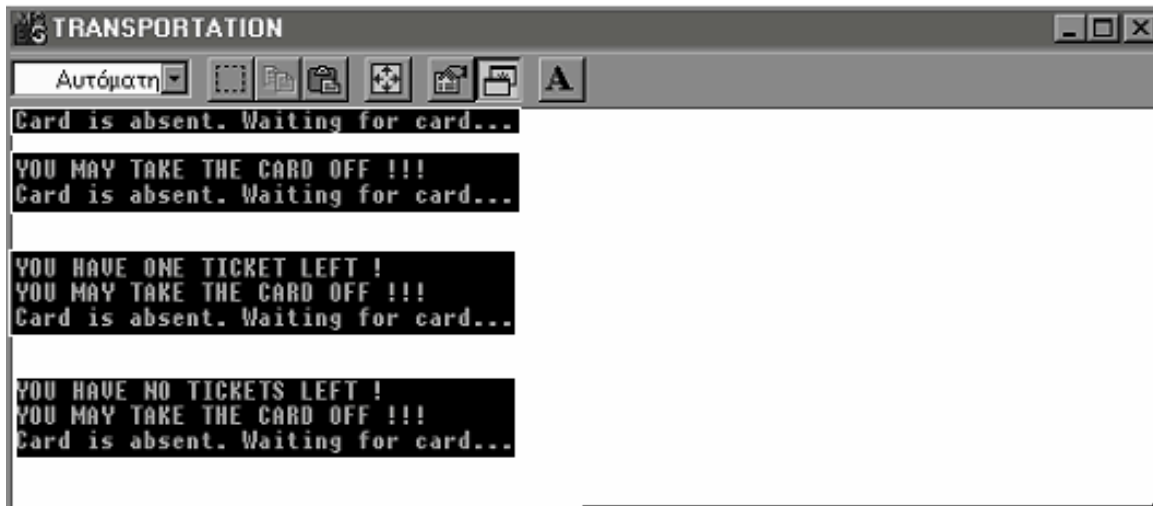 TRANSPORTATION
Αυτόματη
A
Card is absent. Waiting for card...
YOU MAY TAKE THE CARD OFF !!!
Card is absent. Waiting for card...
YOU HAVE ONE TICKET LEFT !
YOU MAY TAKE THE CARD OFF !!!
Card is absent. Waiting for card...
YOU HAVE NO TICKETS LEFT !
YOU MAY TAKE THE CARD OFF !!!
Card is absent. Waiting for card...